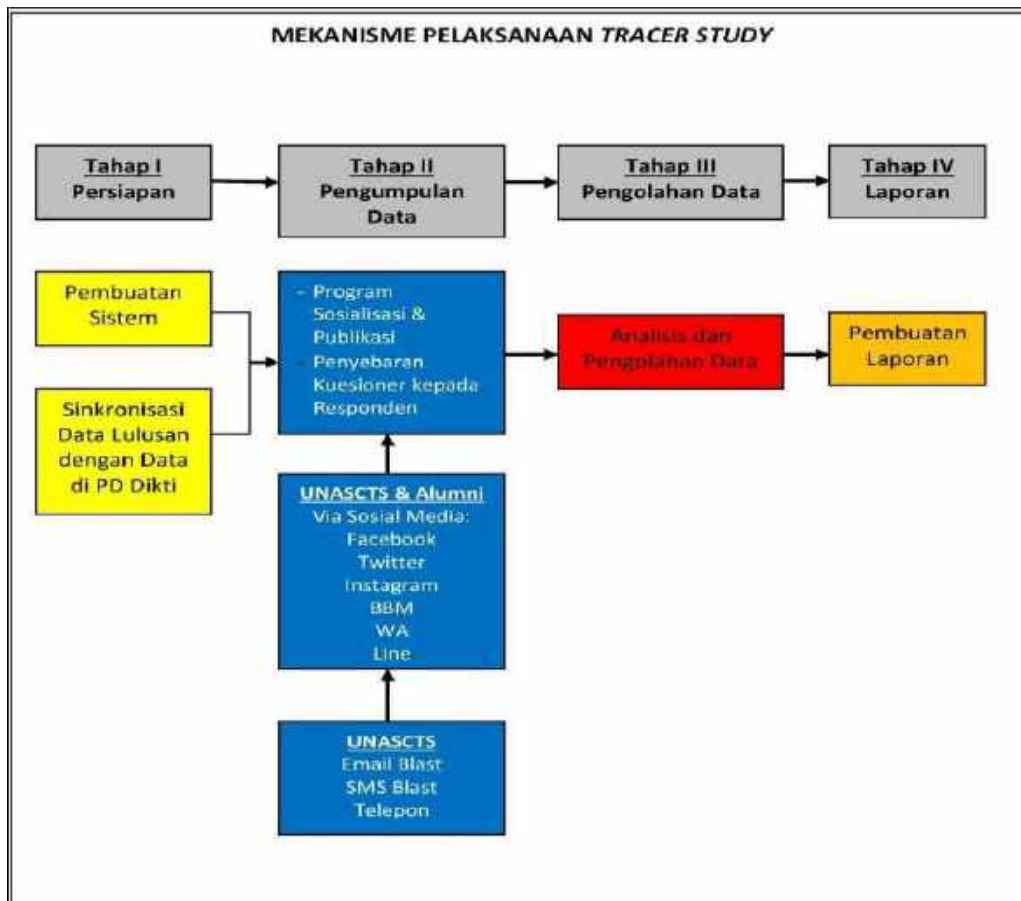 MEKANISME PELAKSANAAN TRACER STUDY
Tahap I
Persiapan
Tahap II
Pengumpulan
Data
Tahap III
Pengolahan Data
Tahap IV
Laporan
Pembuatan
Sistem
Sinkronisasi
Data Lulusan
dengan Data
di PD Dikti
- Program
Sosialisasi &
Publikasi
- Penyebaran
Kuesioner kepada
Responden
Analisis dan
Pengolahan Data
Pembuatan
Laporan
UNASCTS & Alumni
Via Sosial Media:
Facebook
Twitter
Instagram
BBM
WA
Line
UNASCTS
Email Blast
SMS Blast
Telepon